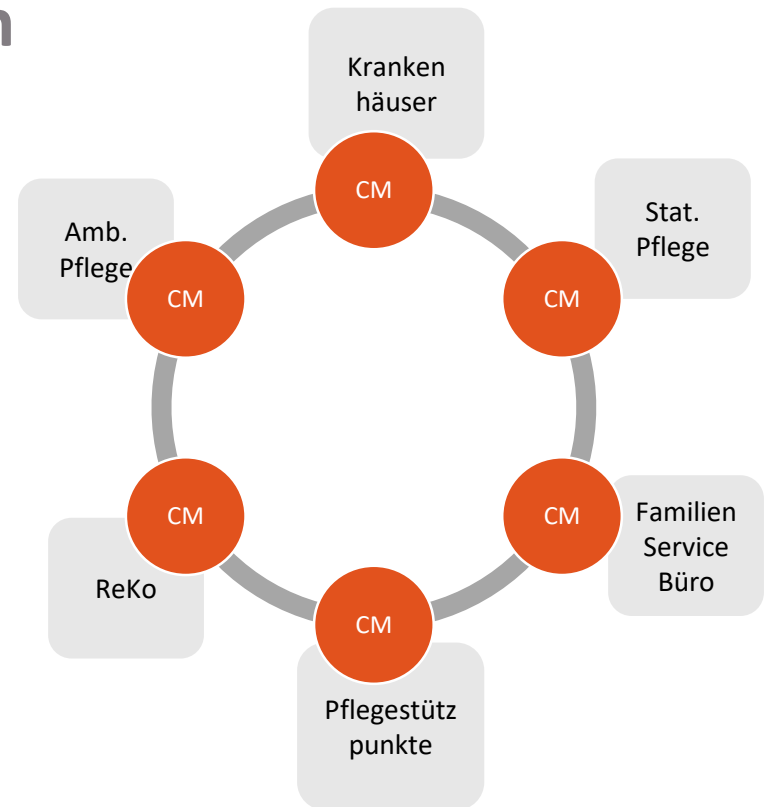 n
Kranken
häuser
CM
Stat.
Pflege
CM
Familien
Service
Büro
CM
Pflegestütz
punkte
CM
ReKo
CM
Amb.
Pflege
CM